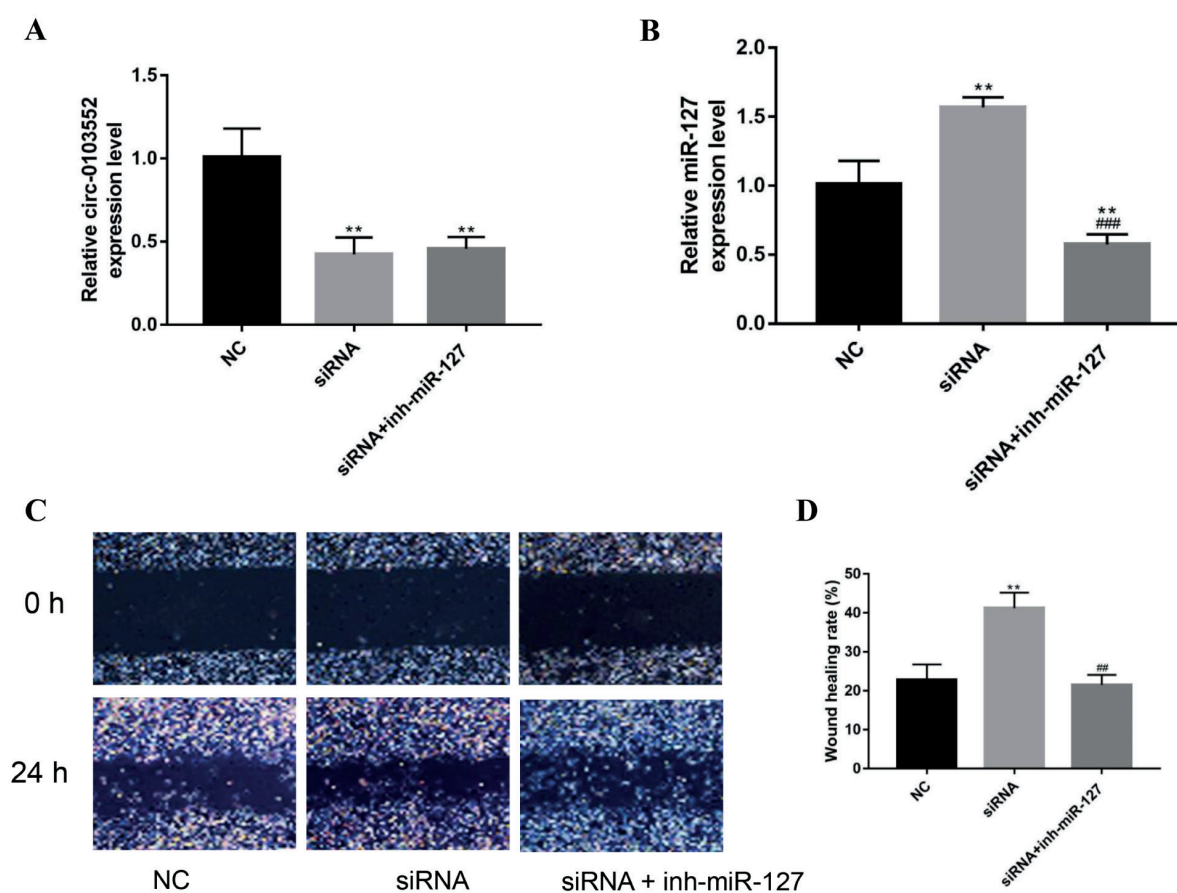 A
Relative circ-0103552
expression level
1.5
1.0
0.5
0.0
**
**
NC
siRNA
siRNA+inh-miR-127
B
Relative miR-127
expression level
2.0
1.5
1.0
0.5
0.0
**
**
###
NC
siRNA
siRNA+inh-miR-127
C
0 h
24 h
NC
siRNA
siRNA + inh-miR-127
D
Wound healing rate (%)
50
40
30
20
10
0
**
##
NC
siRNA
siRNA+inh-miR-127